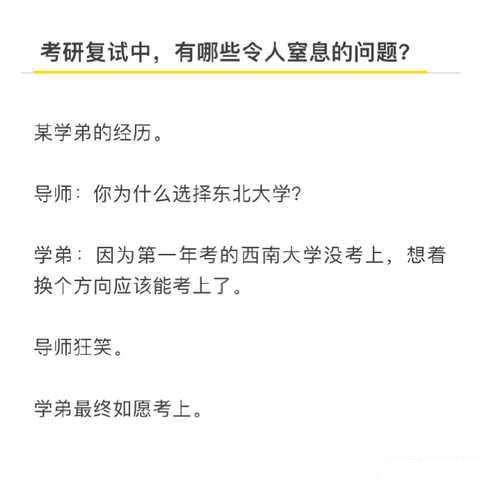 考研复试中，有哪些令人窒息的问题？
某学弟的经历。
导师：你为什么选择东北大学？
学弟：因为第一年考的西南大学没考上，想着
换个方向应该能考上了。
导师狂笑。
学弟最终如愿考上。